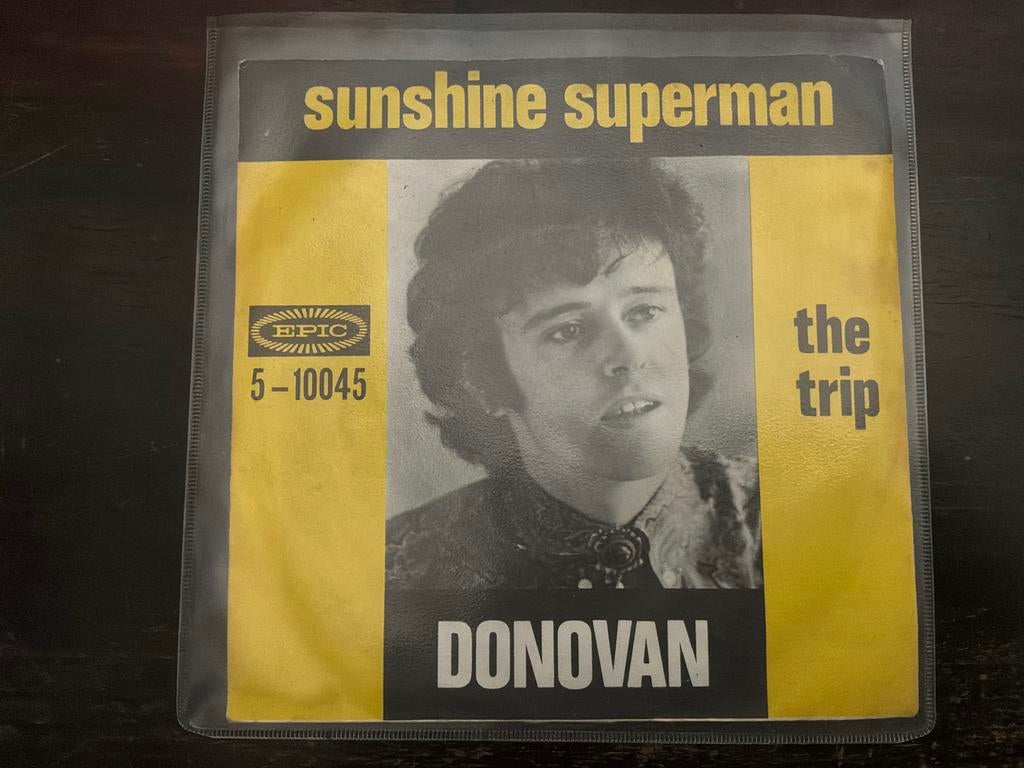 sunshine superman
EPIC
5-10045
the
trip
DONOVAN